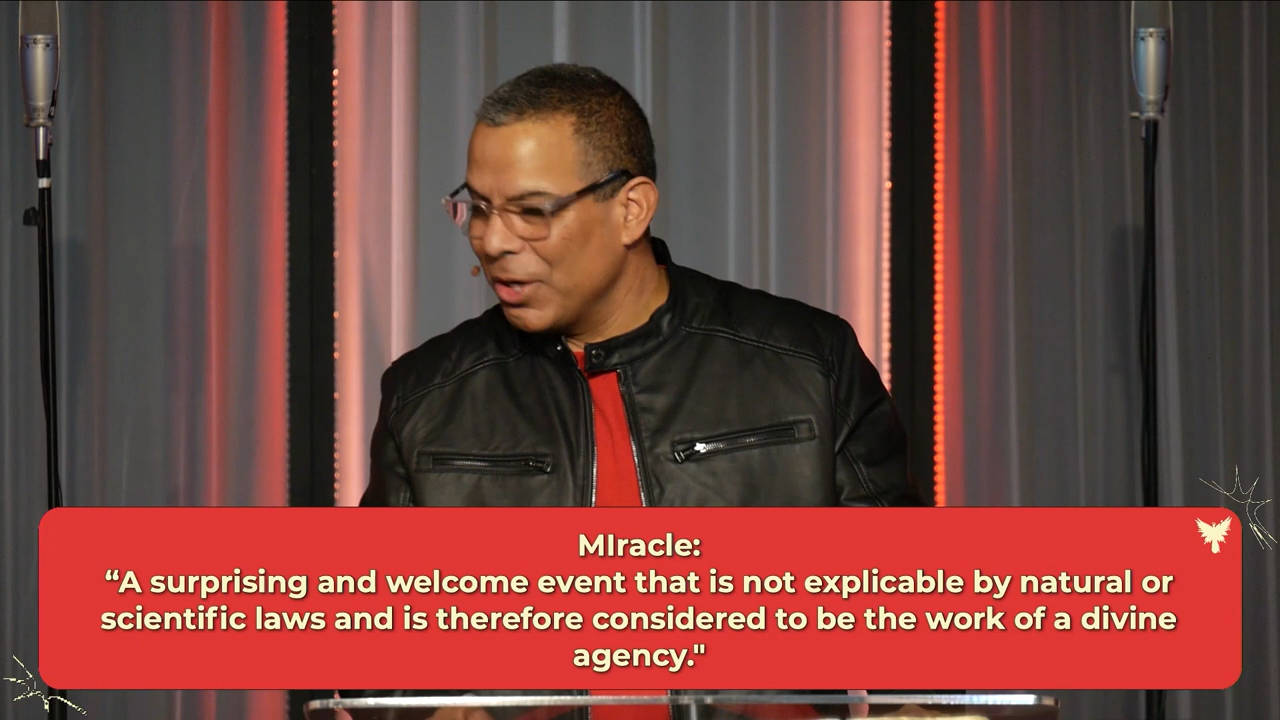 MIracle:
“A surprising and welcome event that is not explicable by natural or
scientific laws and is therefore considered to be the work of a divine
agency."